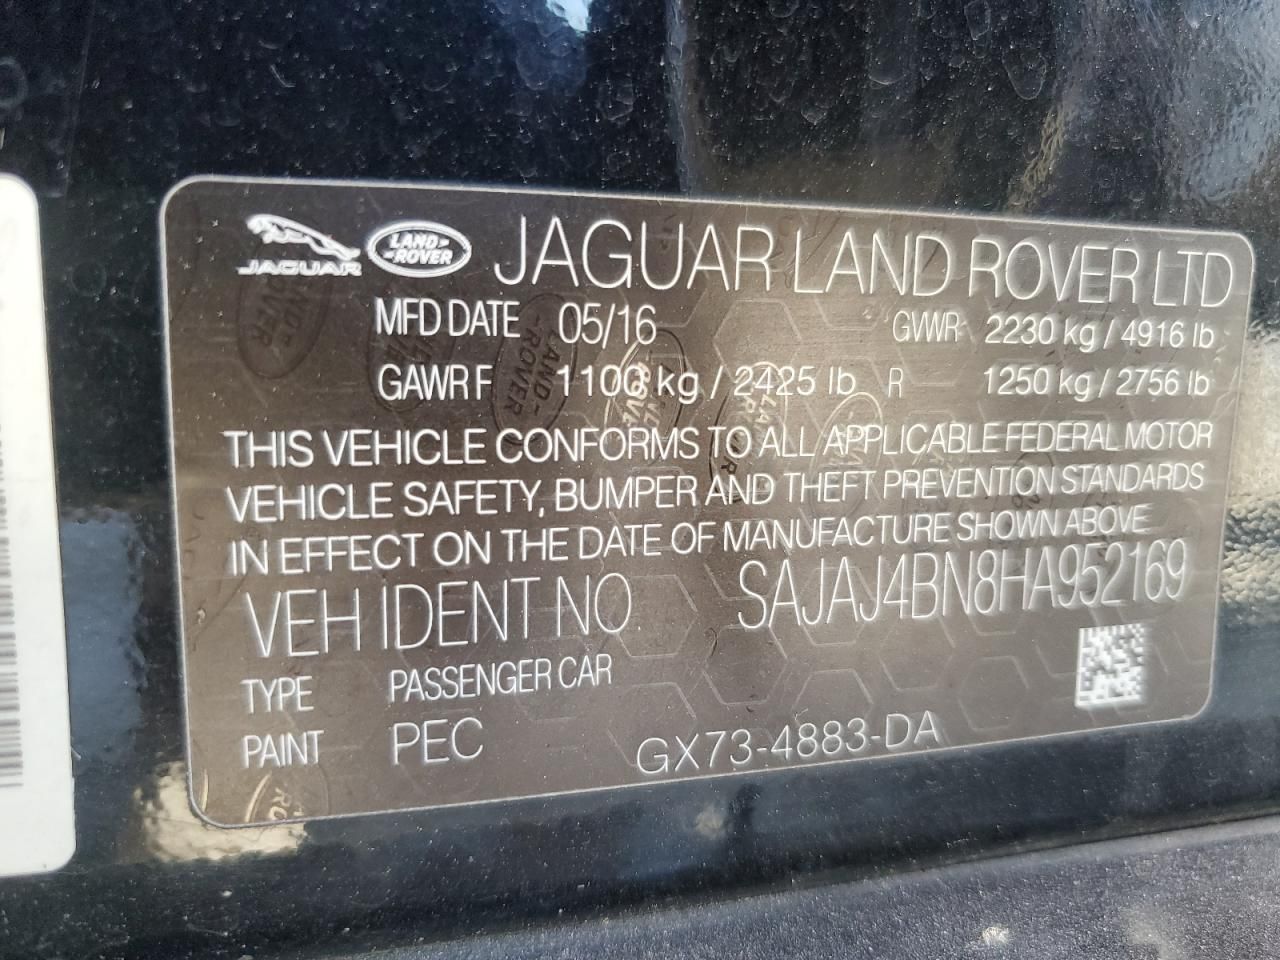 JAGUAR LAND ROVER JAGUAR LAND ROVER LTD
MFD DATE 05/16 GVWR 2230 kg / 4916 lb
GAWR F 1100 kg / 2425 lb R 1250 kg / 2756 lb
THIS VEHICLE CONFORMS TO ALL APPLICABLE FEDERAL MOTOR
VEHICLE SAFETY, BUMPER AND THEFT PREVENTION STANDARDS
IN EFFECT ON THE DATE OF MANUFACTURE SHOWN ABOVE
VEH IDENT NO. SAJAJ4BN8HA952169
TYPE PASSENGER CAR
PAINT PEC GX73-4883-DA